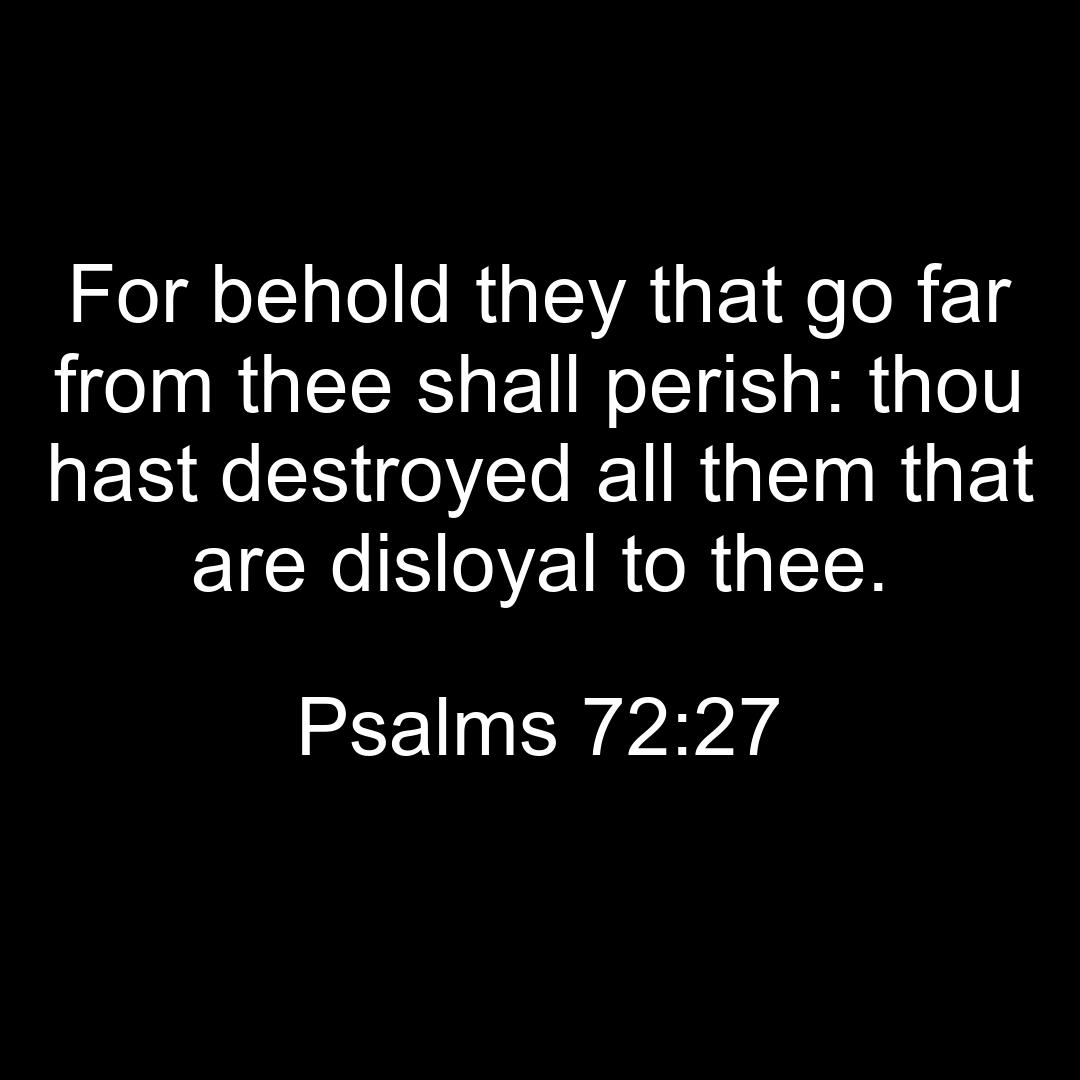 For behold they that go far
from thee shall perish: thou
hast destroyed all them that
are disloyal to thee.
Psalms 72:27